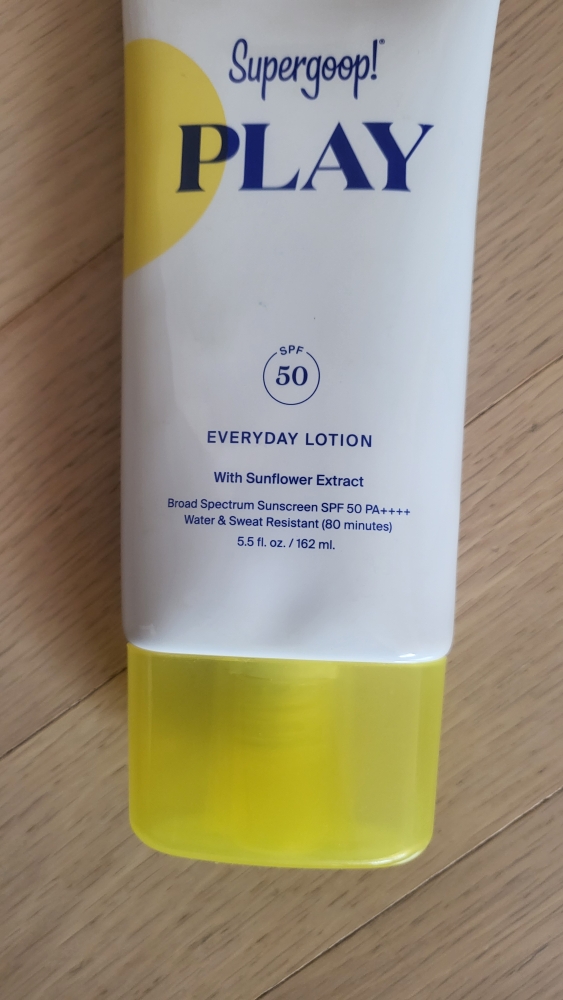 Supergoop!®
PLAY
SPF
50
EVERYDAY LOTION
With Sunflower Extract
Broad Spectrum Sunscreen SPF 50 PA++++
Water & Sweat Resistant (80 minutes)
5.5 fl. oz. / 162 ml.